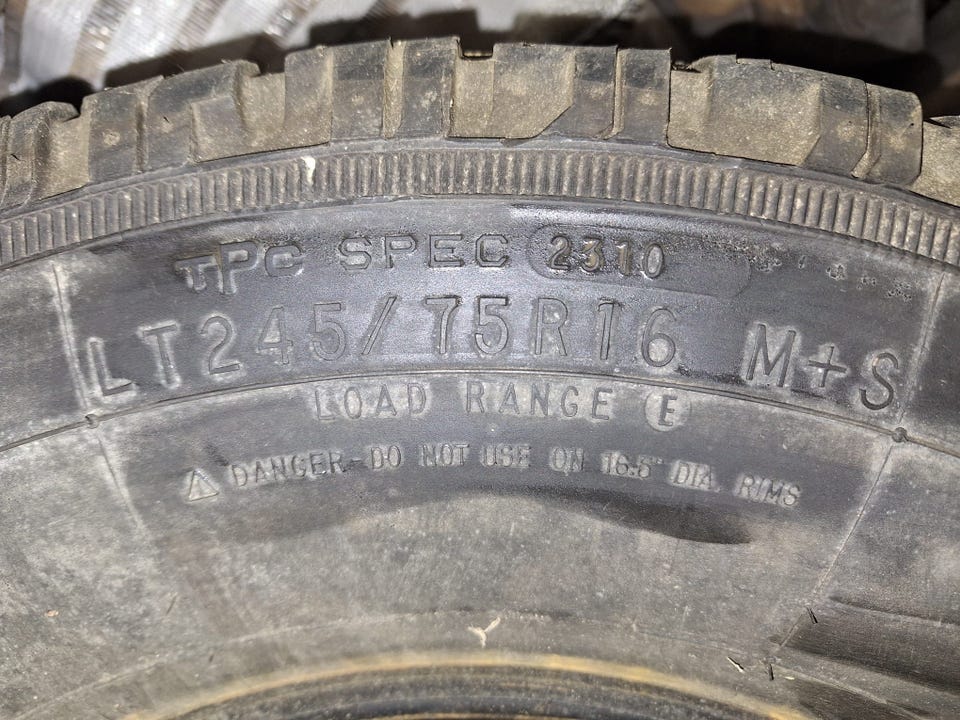 TPC SPEC 2310
LT245/75R16 M+S
LOAD RANGE E
⚠ DANGER-DO NOT USE ON 16.5" DIA. RIMS